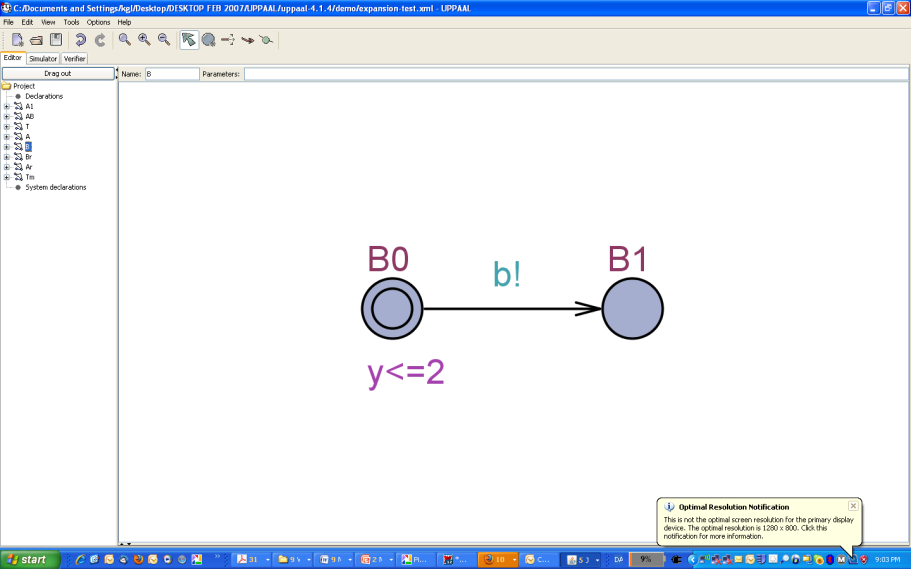 C:/Documents and Settings/kgl/Desktop/DESKTOP FEB 2007/UPPAAL/uppaal-4.1.4/demo/expansion-test.xml - UPPAAL
File Edit View Tools Options Help
Editor Simulator Verifier
Drag out
Name: B Parameters:
Project
Declarations
A1
AB
T
A
B
Br
Ar
Tm
System declarations
B0
b!
B1
y<=2
Optimal Resolution Notification
This is not the optimal screen resolution for the primary display
device. The optimal resolution is 1280 x 800. Click this
notification for more information.
start
31
DA
9%
9:03 PM